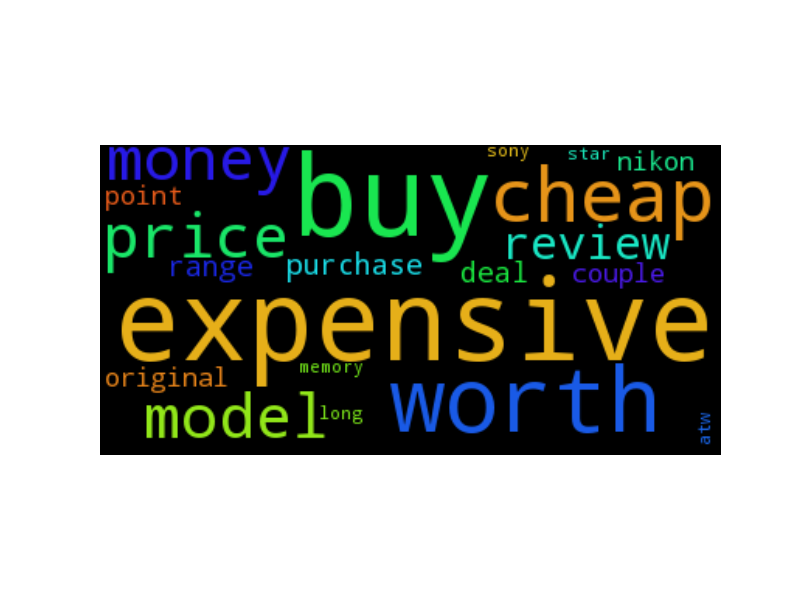 money
sony
star
nikon
point
buy
cheap
price
review
range
purchase
deal
couple
expensive
memory
original
worth
model
long
atw